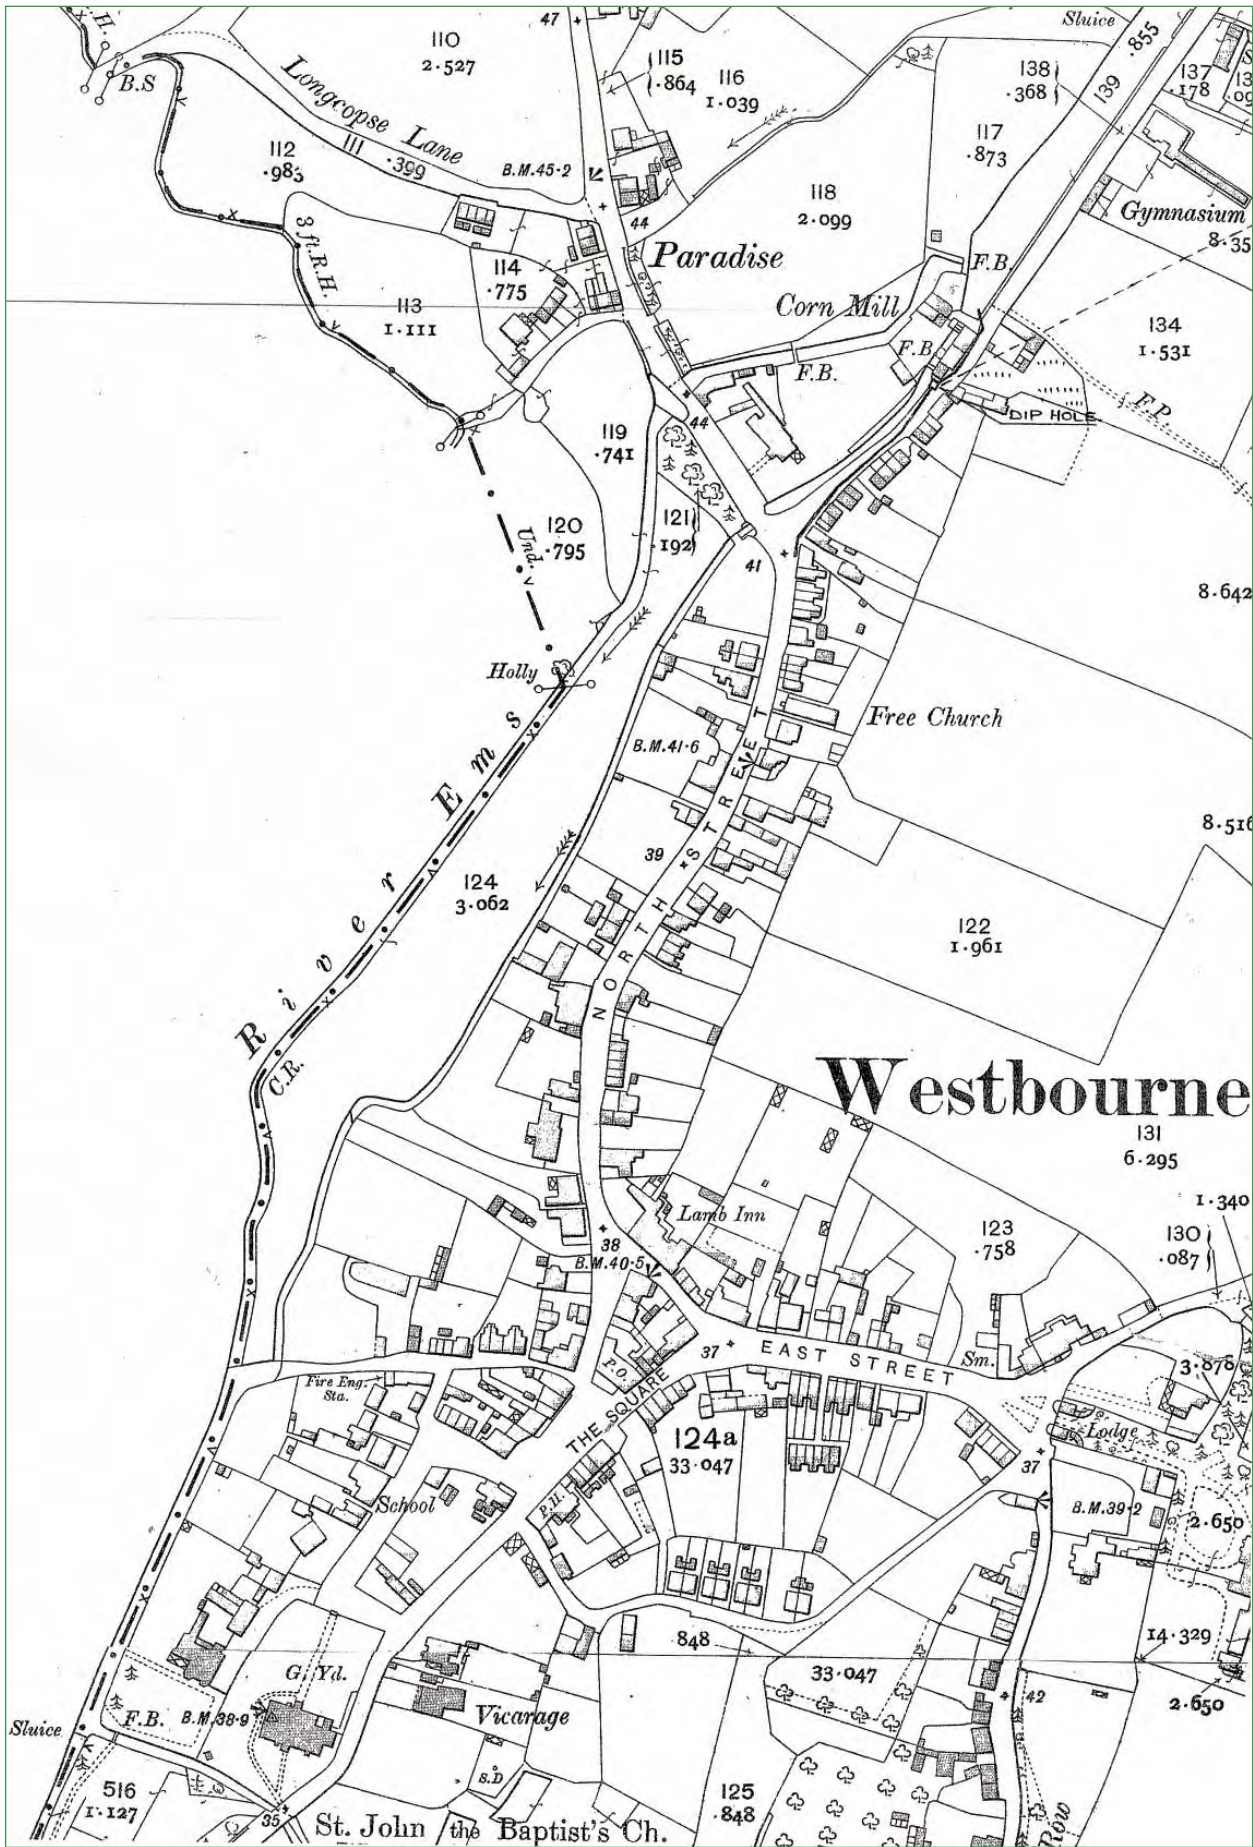 47
Sluice
110
2.527
115
.864
116
1.039
138
.368
139
.855
137
.178
B.S
Longcopse Lane
111
.399
112
.983
B.M.45.2
117
.873
118
2.099
44
Gymnasium
8.35
3 ft.R.H.
Paradise
F.B.
114
.775
113
1.111
Corn Mill
F.B.
F.B.
134
1.531
F.P.
DIP HOLE
44
119
.741
120
.795
121
.192
Und.
41
8.642
Holly
Free Church
B.M.41.6
River Ems
NORTH STREET
8.516
39
124
3.062
122
1.961
C.R.
Westbourne
131
6.295
1.340
Lamb Inn
123
.758
130
.087
38
B.M.40.5
37
EAST STREET
Sm.
3.878
P.O.
Fire Eng. Sta.
THE SQUARE
124a
33.047
Lodge
37
School
P.H.
B.M.39.2
2.650
848
14.329
33.047
G. Yd.
42
2.650
Vicarage
F.B.
B.M.38.9
Sluice
S.D
516
1.127
35
125
.848
St. John the Baptist's Ch.